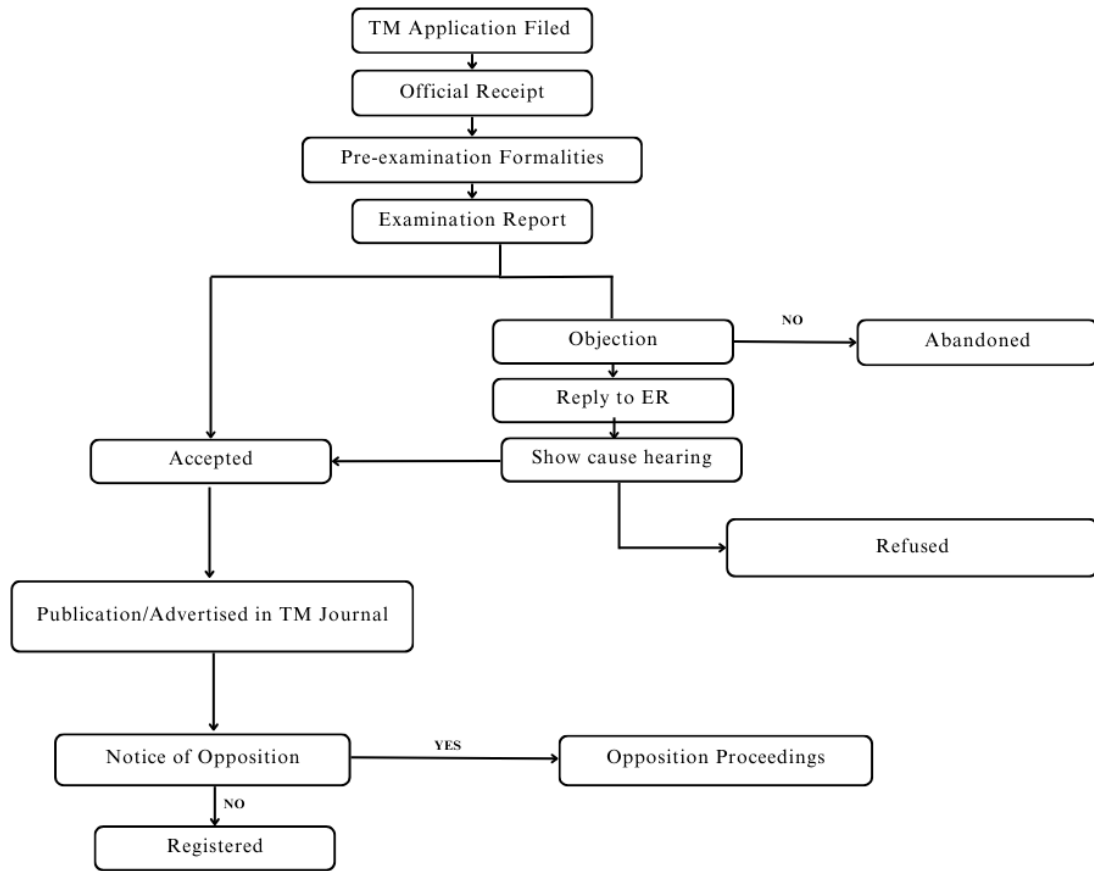 TM Application Filed
Official Receipt
Pre-examination Formalities
Examination Report
Objection
NO
Abandoned
Reply to ER
Accepted
Show cause hearing
Refused
Publication/Advertised in TM Journal
Notice of Opposition
YES
Opposition Proceedings
NO
Registered